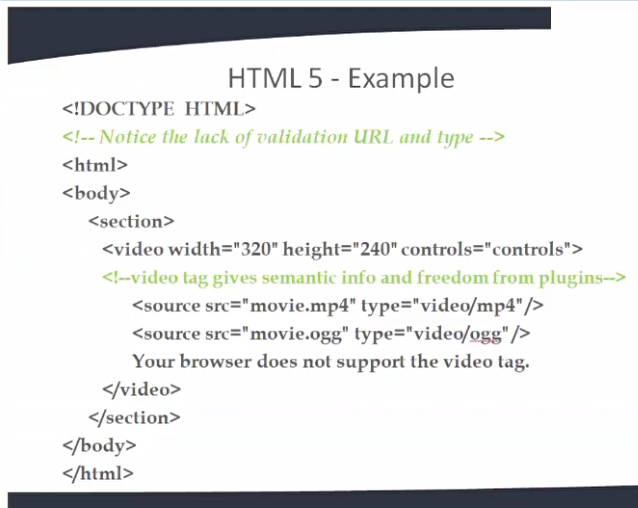 HTML 5 - Example
<!DOCTYPE HTML>
<!-- Notice the lack of validation URL and type -->
<html>
<body>
<section>
<video width="320" height="240" controls="controls">
<!--video tag gives semantic info and freedom from plugins-->
<source src="movie.mp4" type="video/mp4"/>
<source src="movie.ogg" type="video/ogg"/>
Your browser does not support the video tag.
</video>
</section>
</body>
</html>